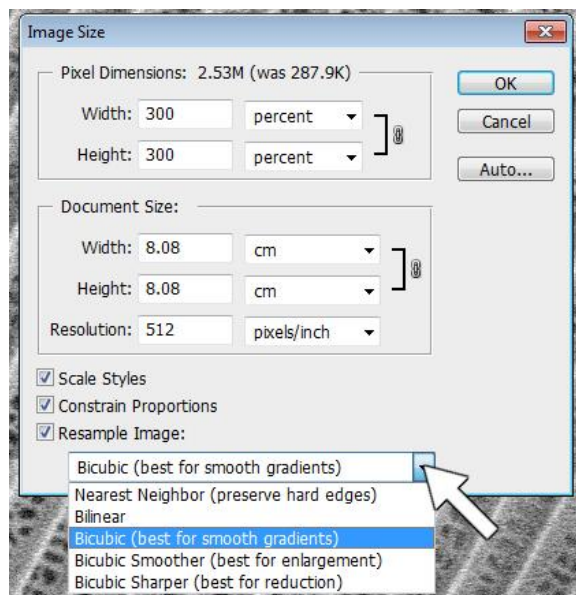 Image Size
Pixel Dimensions: 2.53M (was 287.9K)
OK
Width: 300 percent
Cancel
Height: 300 percent
Auto...
Document Size:
Width: 8.08 cm
Height: 8.08 cm
Resolution: 512 pixels/inch
Scale Styles
Constrain Proportions
Resample Image:
Bicubic (best for smooth gradients)
Nearest Neighbor (preserve hard edges)
Bilinear
Bicubic (best for smooth gradients)
Bicubic Smoother (best for enlargement)
Bicubic Sharper (best for reduction)